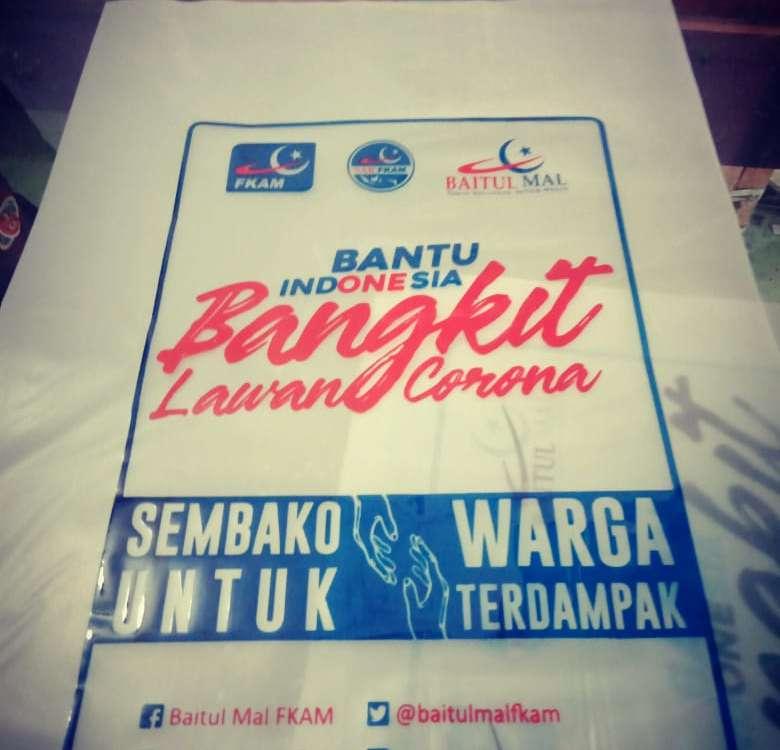 FKAM
FKAM
BAITUL MAL
BANTU
INDONESIA
Bangkit
Lawan Corona
SEMBAKO WARGA
UNTUK TERDAMPAK
Baitul Mal FKAM @baitulmalfkam